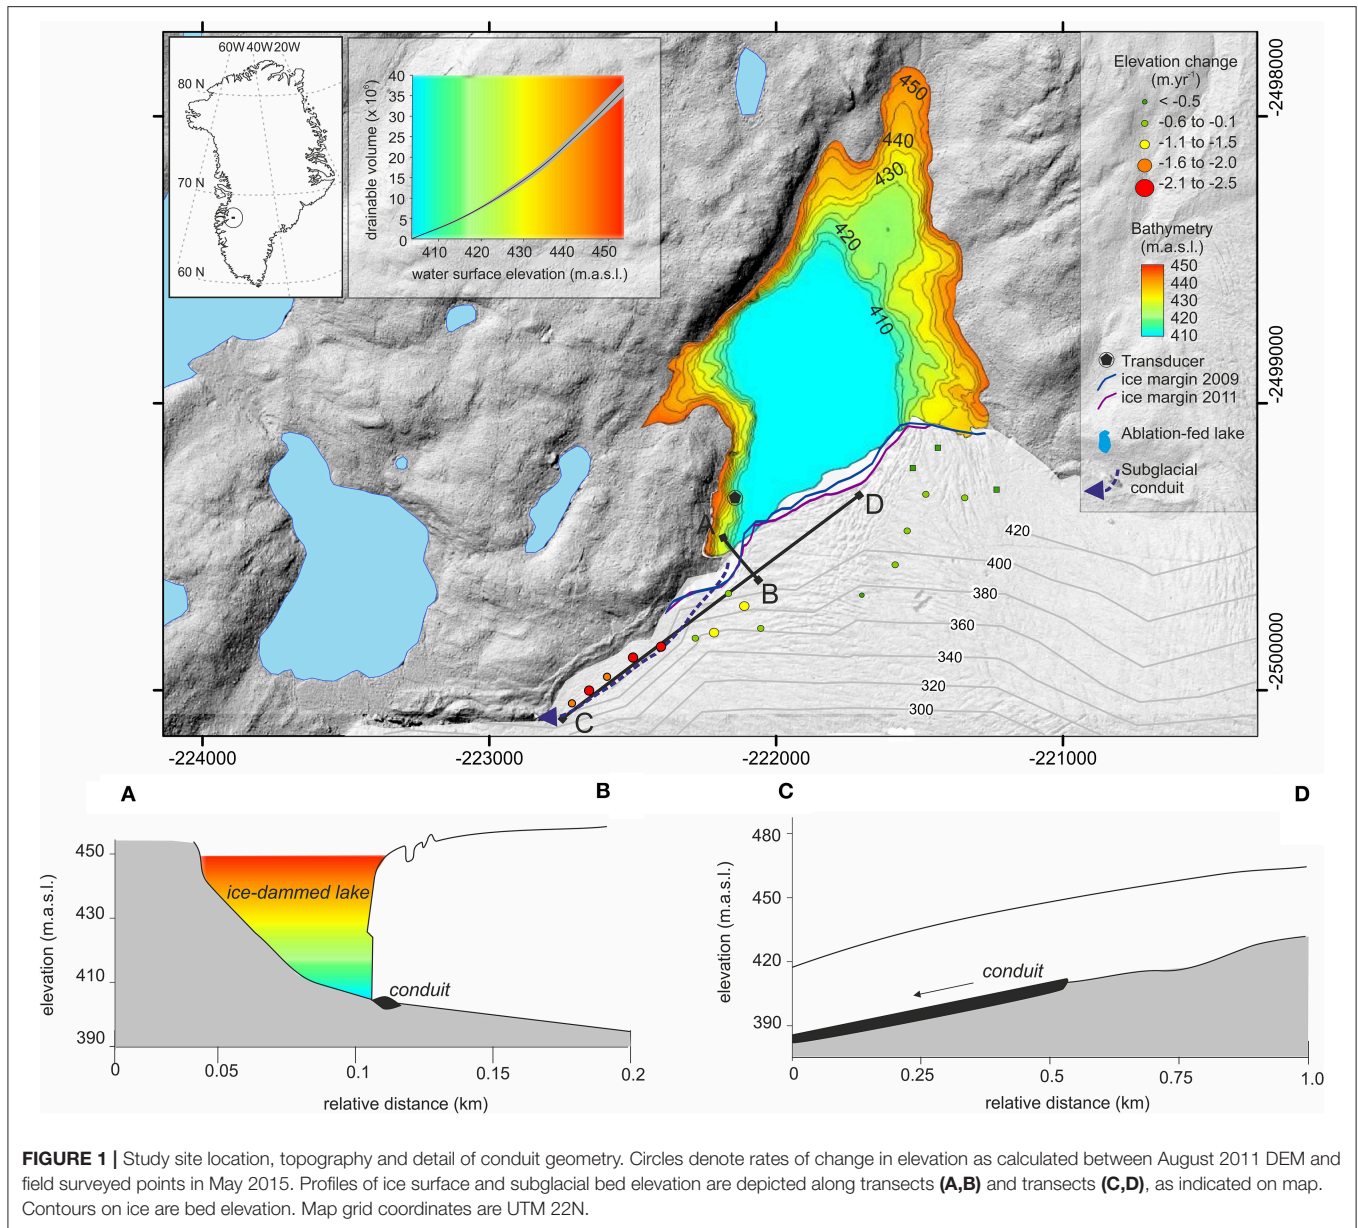 60W 40W 20W
80 N
70 N
60 N
drainable volume (x 10⁶)
40
35
30
25
20
15
10
5
0
410 420 430 440 450
water surface elevation (m.a.s.l.)
450
440
430
420
410
A
B
C
D
420
400
380
360
340
320
300
Elevation change
(m.yr⁻¹)
< -0.5
-0.6 to -0.1
-1.1 to -1.5
-1.6 to -2.0
-2.1 to -2.5
Bathymetry
(m.a.s.l.)
450
440
430
420
410
Transducer
ice margin 2009
ice margin 2011
Ablation-fed lake
Subglacial
conduit
-2498000
-2499000
-2500000
-224000 -223000 -222000 -221000
A B
elevation (m.a.s.l.)
450
430
410
390
ice-dammed lake
conduit
0 0.05 0.1 0.15 0.2
relative distance (km)
C D
elevation (m.a.s.l.)
480
450
420
390
conduit
0 0.25 0.5 0.75 1.0
relative distance (km)
FIGURE 1 | Study site location, topography and detail of conduit geometry. Circles denote rates of change in elevation as calculated between August 2011 DEM and
field surveyed points in May 2015. Profiles of ice surface and subglacial bed elevation are depicted along transects (A,B) and transects (C,D), as indicated on map.
Contours on ice are bed elevation. Map grid coordinates are UTM 22N.